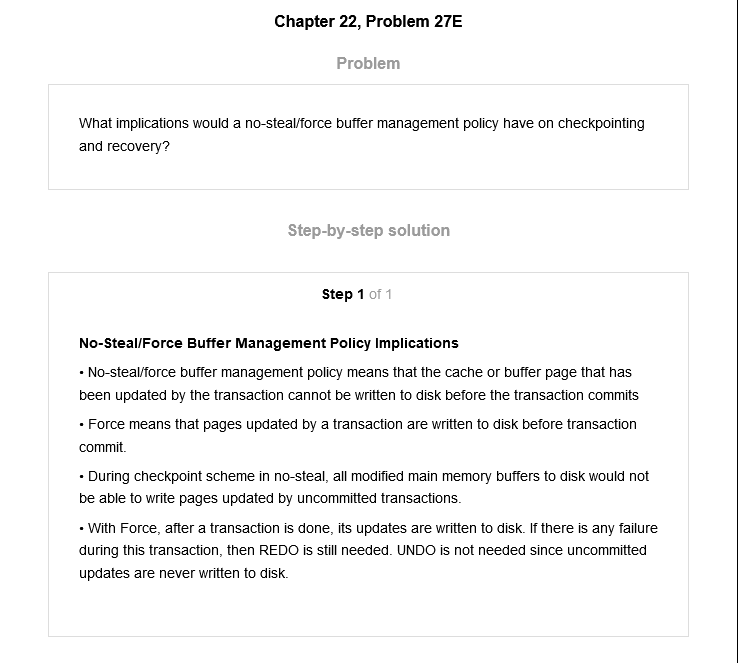 Chapter 22, Problem 27E
Problem
What implications would a no-steal/force buffer management policy have on checkpointing
and recovery?
Step-by-step solution
Step 1 of 1
No-Steal/Force Buffer Management Policy Implications
• No-steal/force buffer management policy means that the cache or buffer page that has
been updated by the transaction cannot be written to disk before the transaction commits
• Force means that pages updated by a transaction are written to disk before transaction
commit.
• During checkpoint scheme in no-steal, all modified main memory buffers to disk would not
be able to write pages updated by uncommitted transactions.
• With Force, after a transaction is done, its updates are written to disk. If there is any failure
during this transaction, then REDO is still needed. UNDO is not needed since uncommitted
updates are never written to disk.